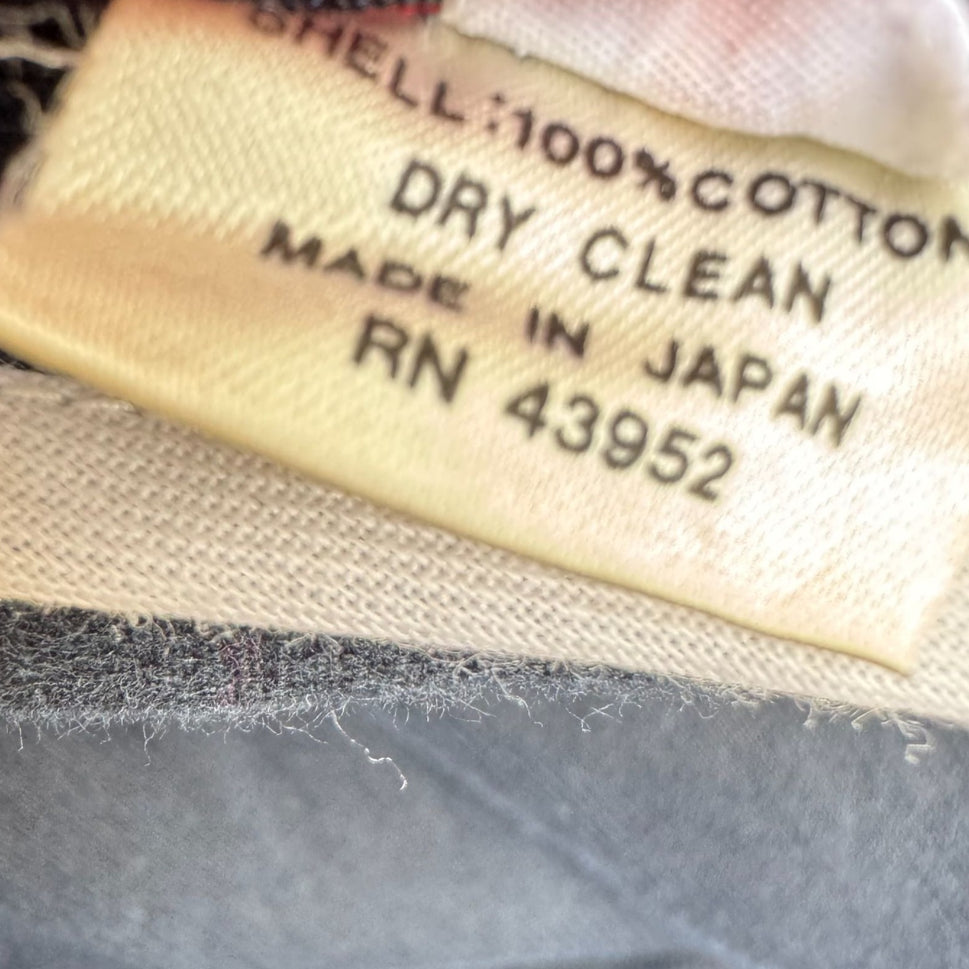 SHELL:100%COTTON
DRY CLEAN
MADE IN JAPAN
RN 43952